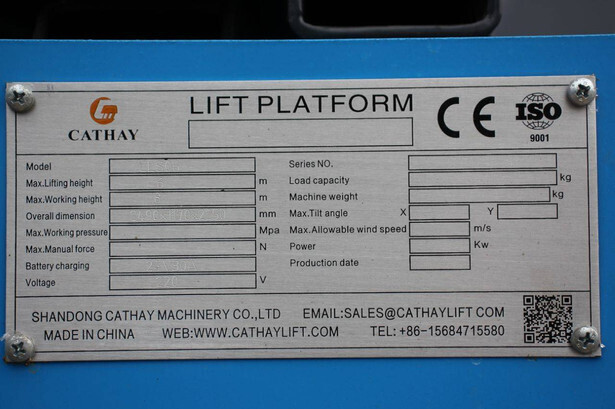 CATHAY
LIFT PLATFORM
CE
ISO
9001
Model
Max.Lifting height m
Max.Working height m
Overall dimension mm
Max.Working pressure Mpa
Max.Manual force N
Battery charging
Voltage V
Series NO.
Load capacity kg
Machine weight kg
Max.Tilt angle X Y
Max.Allowable wind speed m/s
Power Kw
Production date
SHANDONG CATHAY MACHINERY CO.,LTD EMAIL:SALES@CATHAYLIFT COM
MADE IN CHINA WEB:WWW.CATHAYLIFT.COM TEL: +86-15684715580